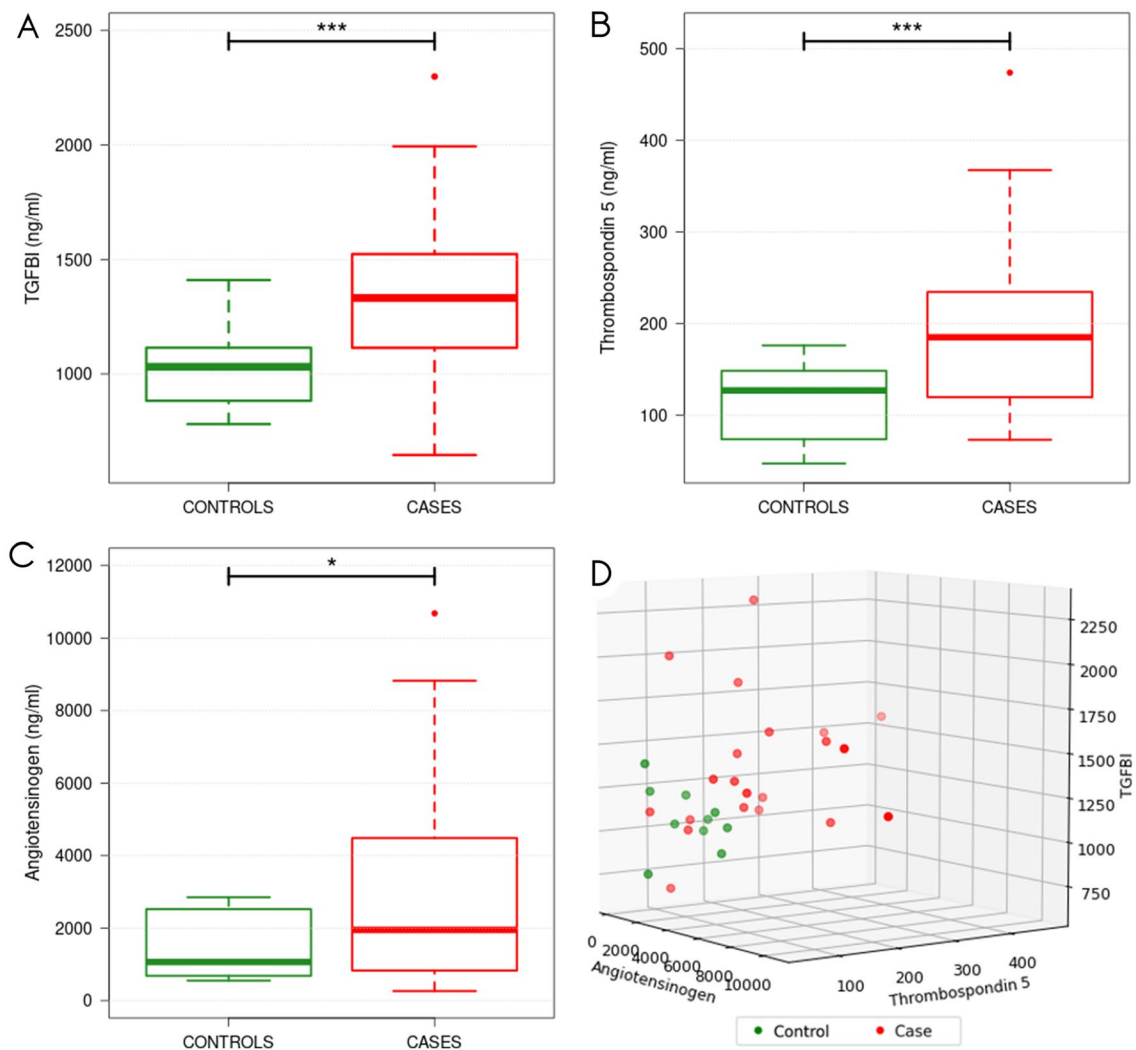 A
2500
2000
1500
1000
TGFBI (ng/ml)
***
CONTROLS
CASES
B
500
400
300
200
100
Thrombospondin 5 (ng/ml)
***
CONTROLS
CASES
C
12000
10000
8000
6000
4000
2000
0
Angiotensinogen (ng/ml)
*
CONTROLS
CASES
D
2250
2000
1750
1500
1250
1000
750
TGFBI
0
2000
4000
6000
8000
10000
Angiotensinogen
100
200
300
400
Thrombospondin 5
Control
Case